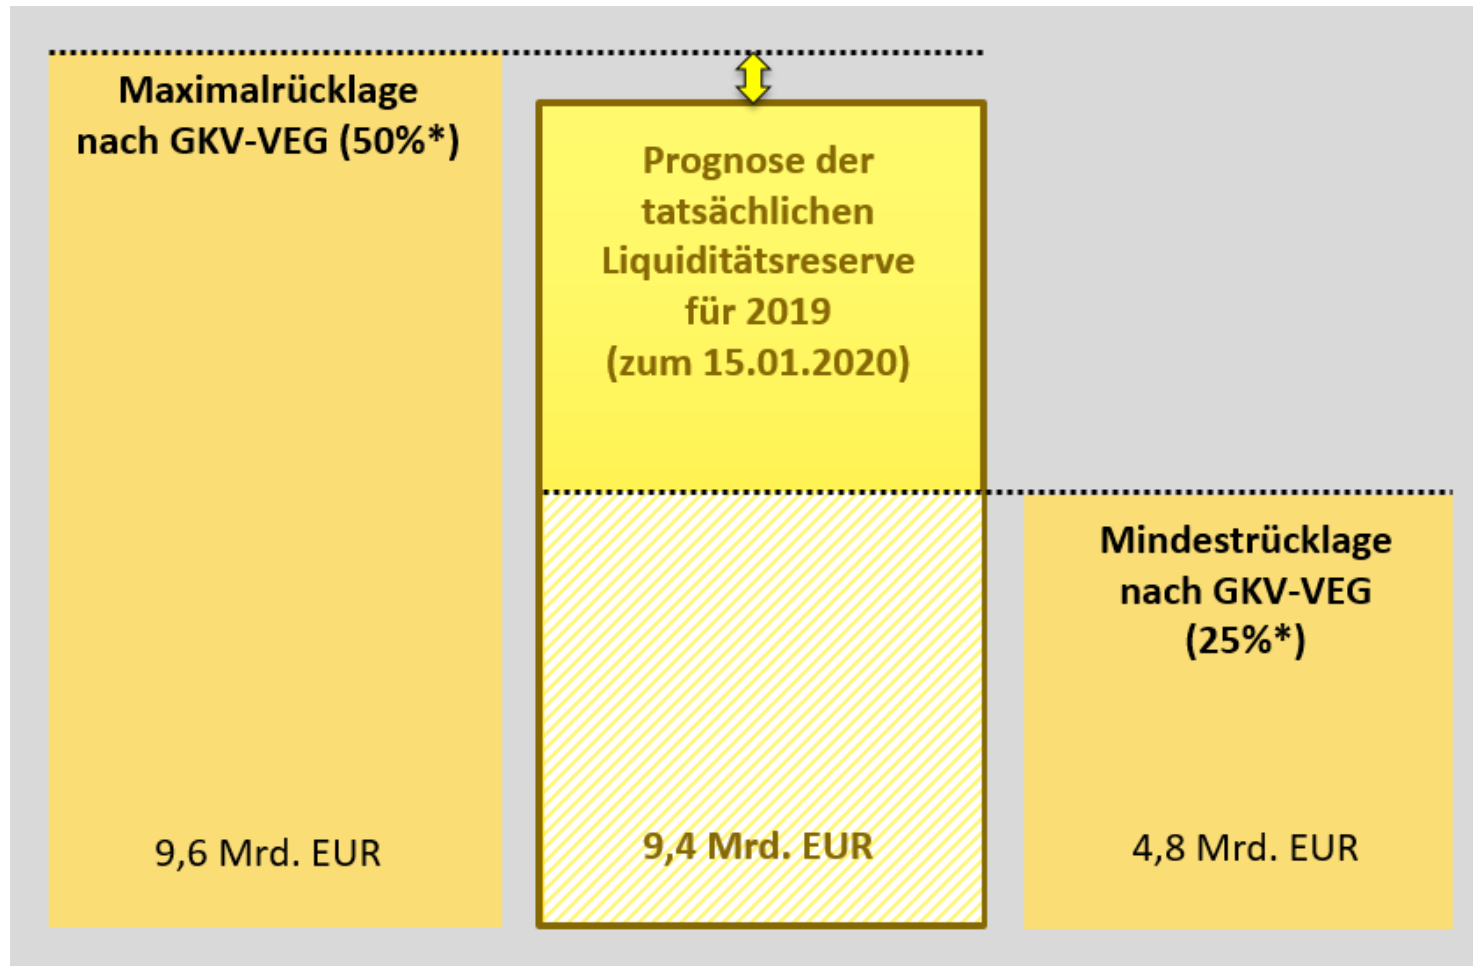 Maximalrücklage
nach GKV-VEG (50%*)
9,6 Mrd. EUR
Prognose der
tatsächlichen
Liquiditätsreserve
für 2019
(zum 15.01.2020)
9,4 Mrd. EUR
Mindestrücklage
nach GKV-VEG
(25%*)
4,8 Mrd. EUR